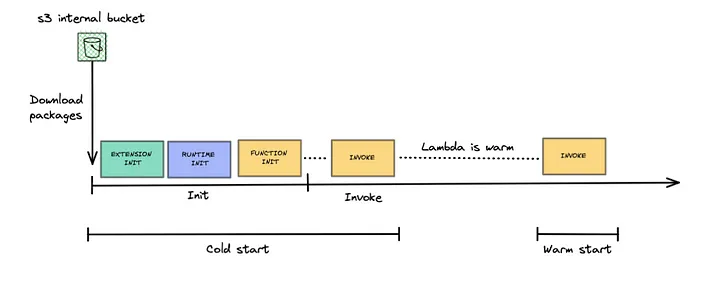 s3 internal bucket
Download
packages
EXTENSION
INIT
RUNTIME
INIT
FUNCTION
INIT
INVOKE
Lambda is warm
INVOKE
Init
Invoke
Cold start
Warm start